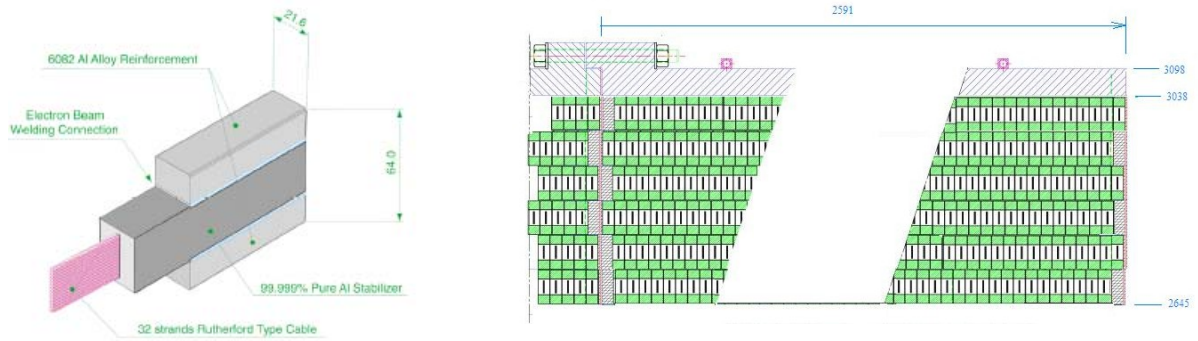 21.6
6082 Al Alloy Reinforcement
Electron Beam
Welding Connection
64.0
99.999% Pure Al Stabilizer
32 strands Rutherford Type Cable
2591
3098
3038
2645